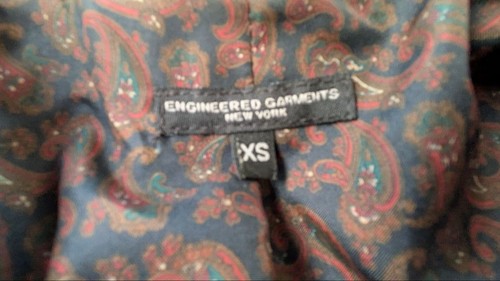 ENGINEERED GARMENTS
NEW YORK
XS